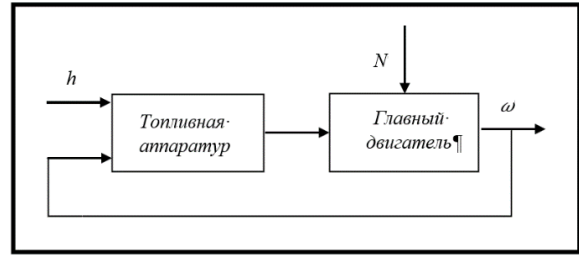 h
N
ω
Топливная·
аппаратур
Главный·
двигатель¶